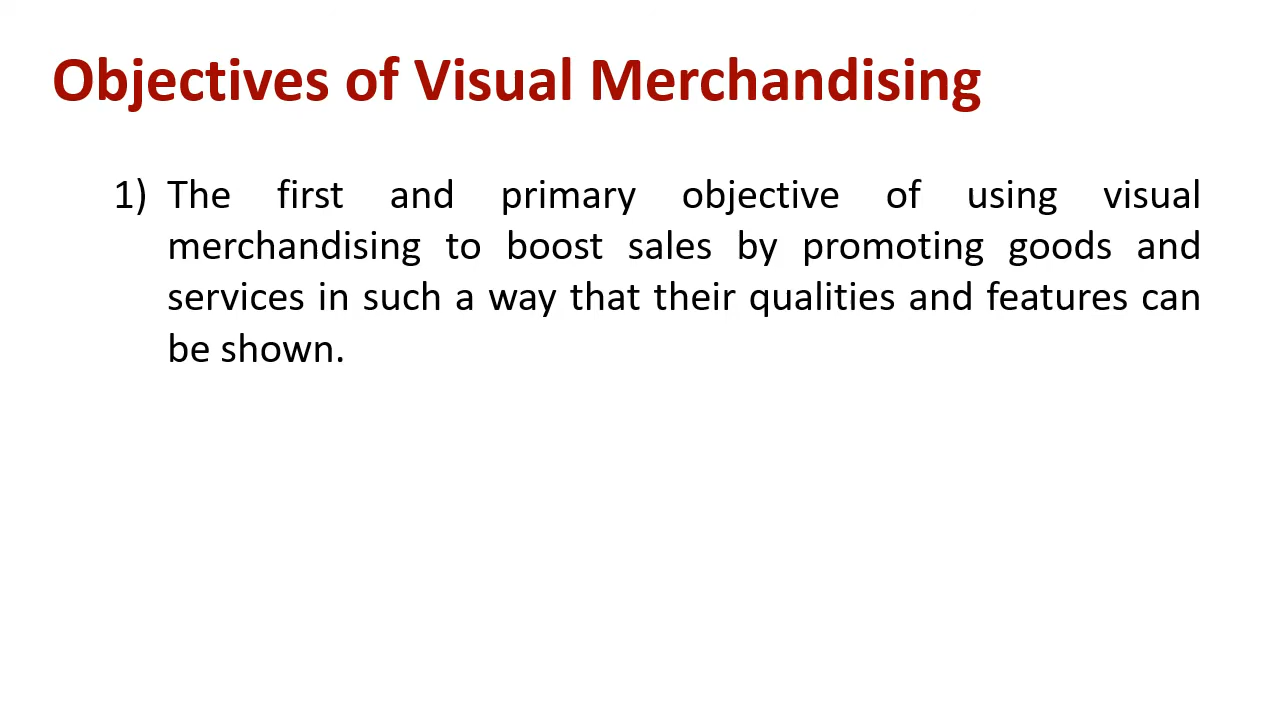 Objectives of Visual Merchandising
1) The first and primary objective of using visual
merchandising to boost sales by promoting goods and
services in such a way that their qualities and features can
be shown.